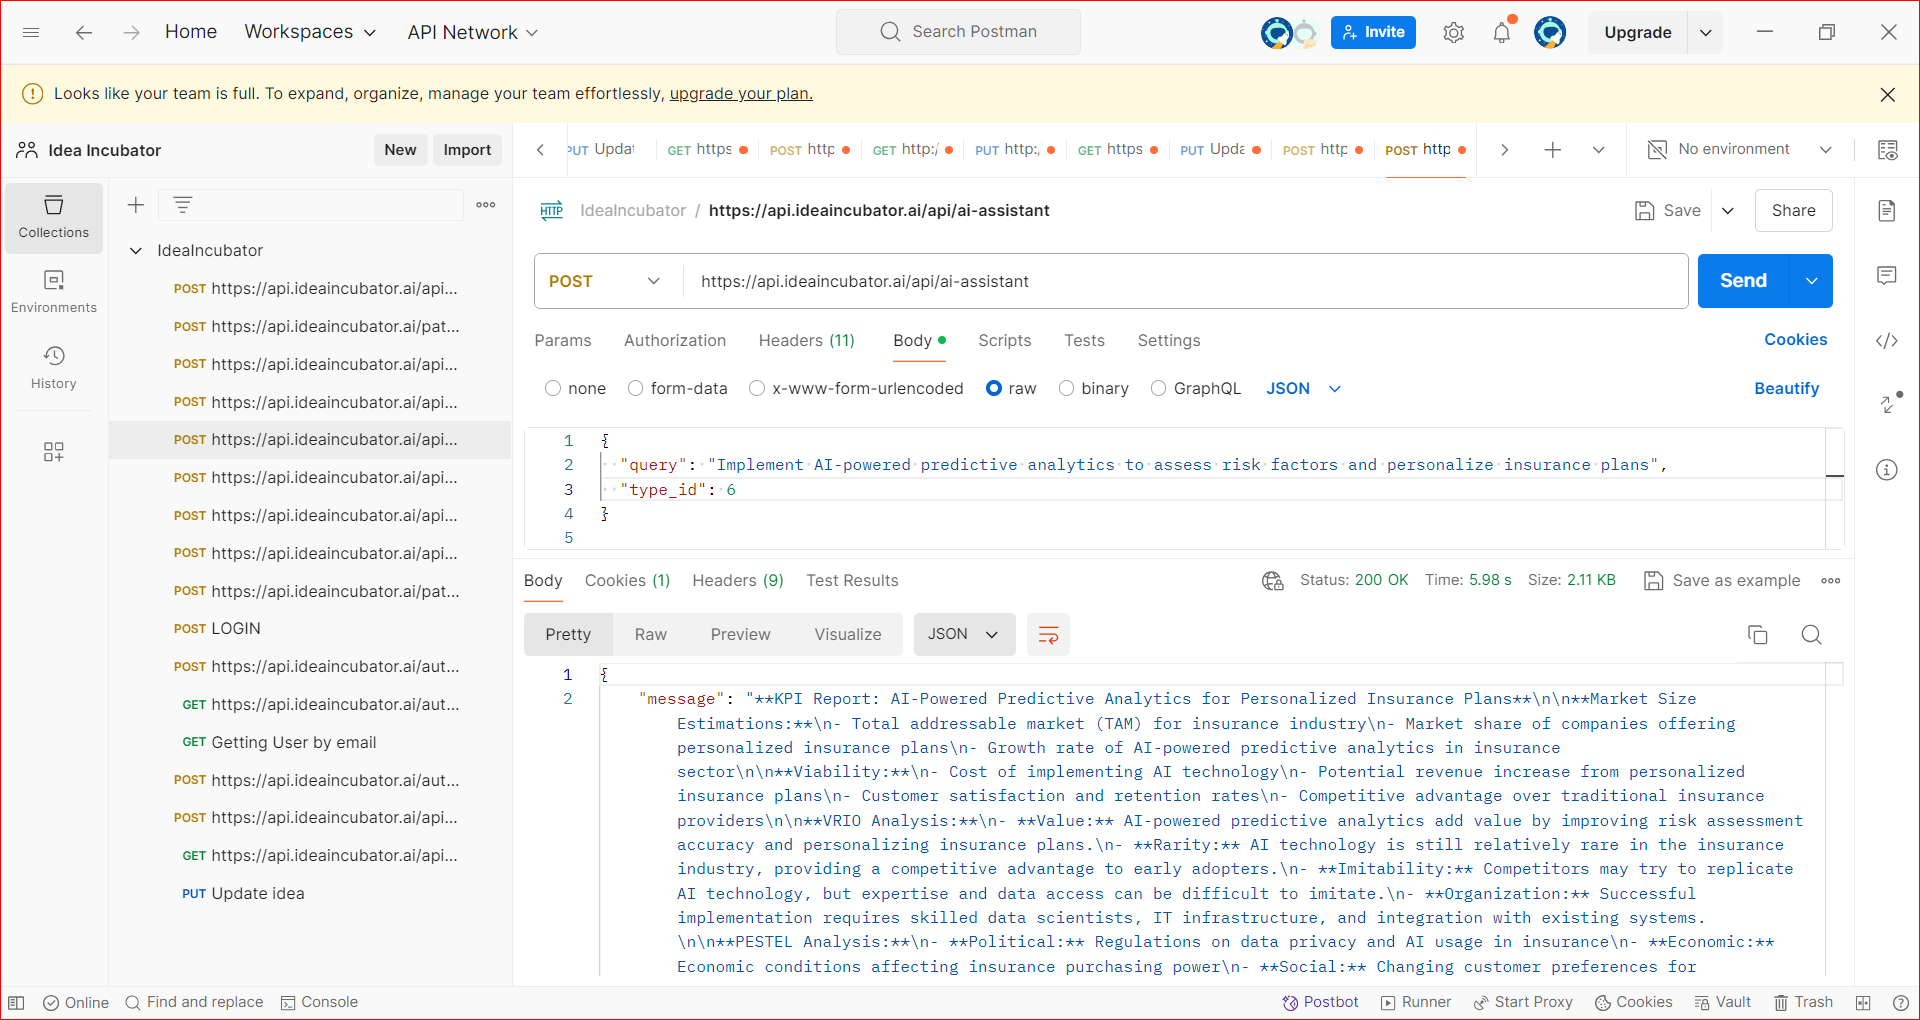 Home Workspaces API Network Search Postman Invite Upgrade
Looks like your team is full. To expand, organize, manage your team effortlessly, upgrade your plan.
Idea Incubator New Import
PUT Updat GET https POST http GET http:/ PUT http: GET https PUT Upda POST http POST http No environment
Collections
Environments
History
IdeaIncubator
POST https://api.ideaincubator.ai/api...
POST https://api.ideaincubator.ai/pat...
POST https://api.ideaincubator.ai/api...
POST https://api.ideaincubator.ai/api...
POST https://api.ideaincubator.ai/api...
POST https://api.ideaincubator.ai/api...
POST https://api.ideaincubator.ai/api...
POST https://api.ideaincubator.ai/api...
POST https://api.ideaincubator.ai/pat...
POST LOGIN
POST https://api.ideaincubator.ai/aut...
GET https://api.ideaincubator.ai/aut...
GET Getting User by email
POST https://api.ideaincubator.ai/aut...
POST https://api.ideaincubator.ai/api...
GET https://api.ideaincubator.ai/api...
PUT Update idea
HTTP IdeaIncubator / https://api.ideaincubator.ai/api/ai-assistant Save Share
POST https://api.ideaincubator.ai/api/ai-assistant Send
Params Authorization Headers (11) Body Scripts Tests Settings Cookies
none form-data x-www-form-urlencoded raw binary GraphQL JSON Beautify
1 {
2 "query": "Implement AI-powered predictive analytics to assess risk factors and personalize insurance plans",
3 "type_id": 6
4 }
5
Body Cookies (1) Headers (9) Test Results Status: 200 OK Time: 5.98 s Size: 2.11 KB Save as example
Pretty Raw Preview Visualize JSON
1 {
2 "message": "**KPI Report: AI-Powered Predictive Analytics for Personalized Insurance Plans**\n\n**Market Size
Estimations:**\n- Total addressable market (TAM) for insurance industry\n- Market share of companies offering
personalized insurance plans\n- Growth rate of AI-powered predictive analytics in insurance
sector\n\n**Viability:**\n- Cost of implementing AI technology\n- Potential revenue increase from personalized
insurance plans\n- Customer satisfaction and retention rates\n- Competitive advantage over traditional insurance
providers\n\n**VRIO Analysis:**\n- **Value:** AI-powered predictive analytics add value by improving risk assessment
accuracy and personalizing insurance plans.\n- **Rarity:** AI technology is still relatively rare in the insurance
industry, providing a competitive advantage to early adopters.\n- **Imitability:** Competitors may try to replicate
AI technology, but expertise and data access can be difficult to imitate.\n- **Organization:** Successful
implementation requires skilled data scientists, IT infrastructure, and integration with existing systems.
\n\n**PESTEL Analysis:**\n- **Political:** Regulations on data privacy and AI usage in insurance\n- **Economic:**
Economic conditions affecting insurance purchasing power\n- **Social:** Changing customer preferences for
Online Find and replace Console Postbot Runner Start Proxy Cookies Vault Trash